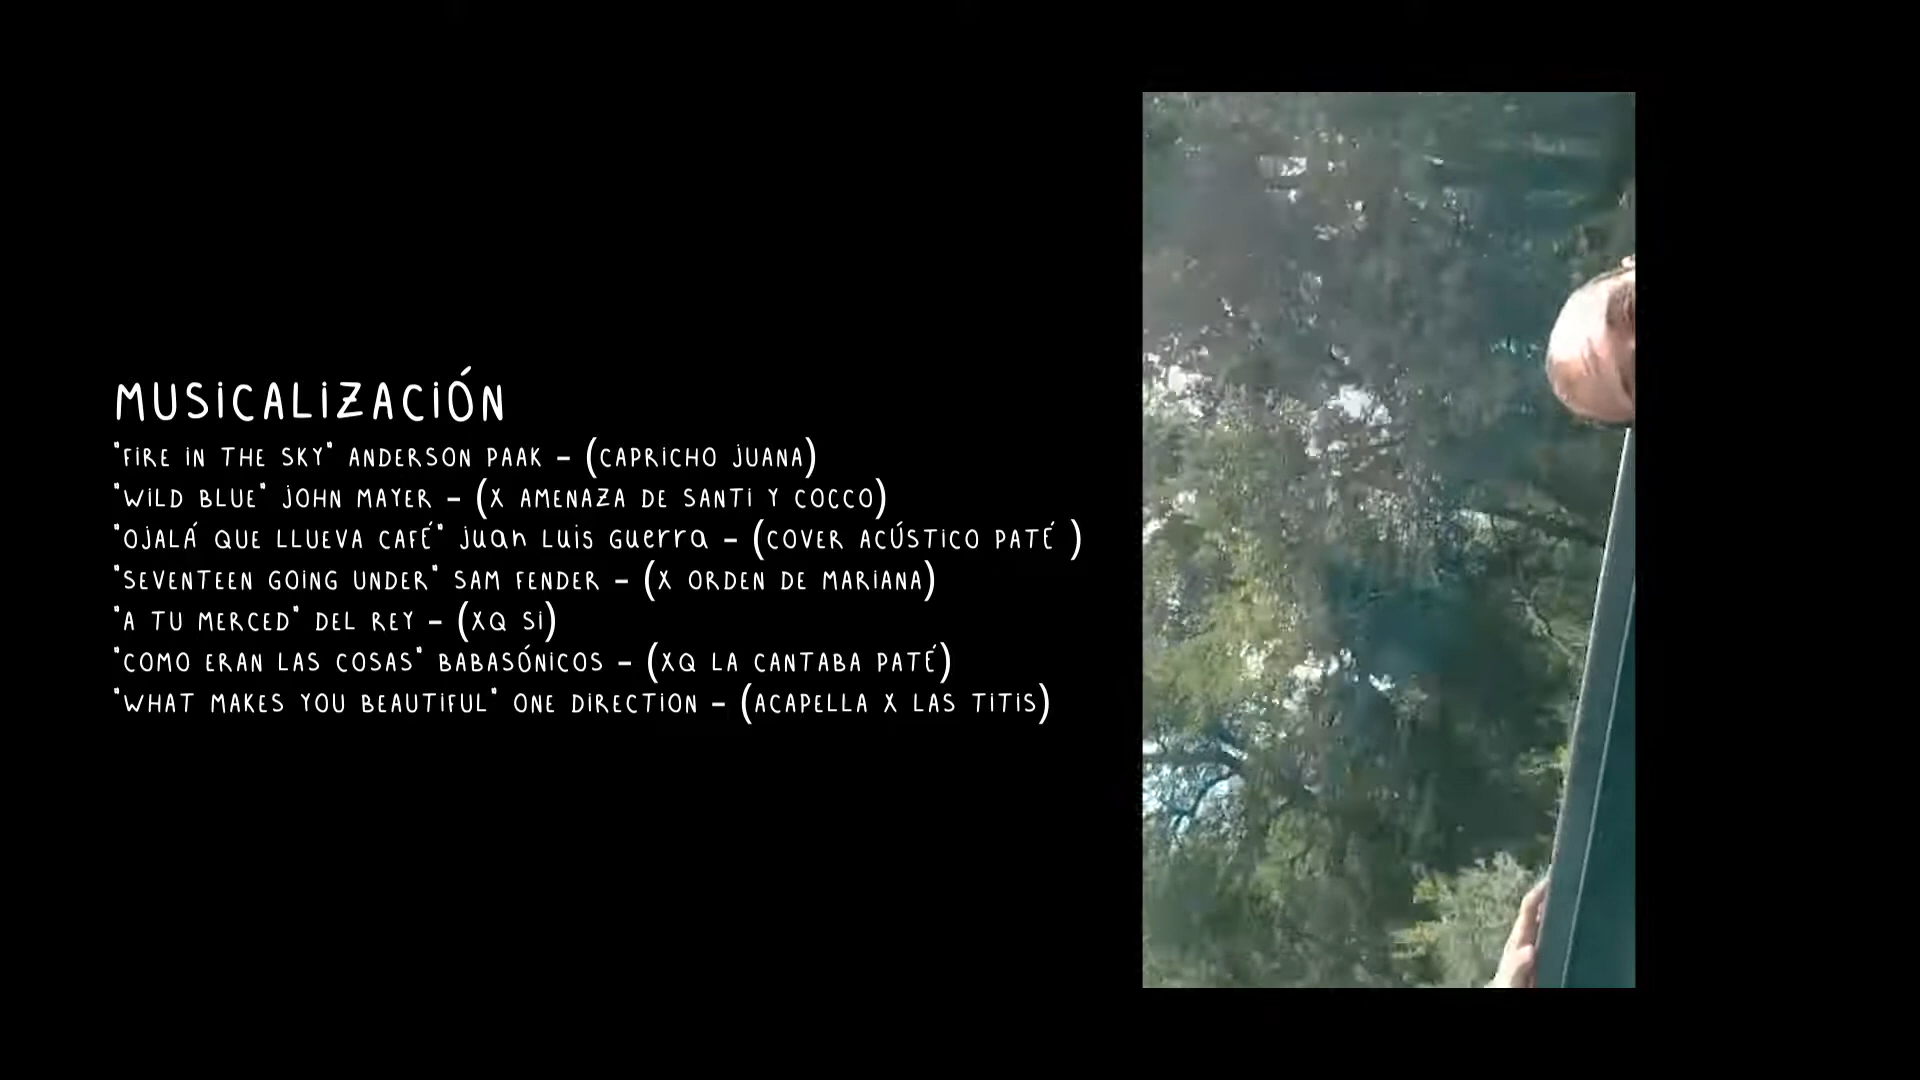 MUSICALIZACIÓN
"FIRE IN THE SKY" ANDERSON PAAK - (CAPRICHO JUANA)
"WILD BLUE" JOHN MAYER - (X AMENAZA DE SANTI Y COCCO)
"OJALÁ QUE LLUEVA CAFÉ" Juan Luis Guerra - (COVER ACÚSTICO PATÉ )
"SEVENTEEN GOING UNDER" SAM FENDER - (X ORDEN DE MARIANA)
"A TU MERCED" DEL REY - (XQ SI)
"COMO ERAN LAS COSAS" BABASÓNICOS - (XQ LA CANTABA PATÉ)
"WHAT MAKES YOU BEAUTIFUL" ONE DIRECTION - (ACAPELLA X LAS TITIS)